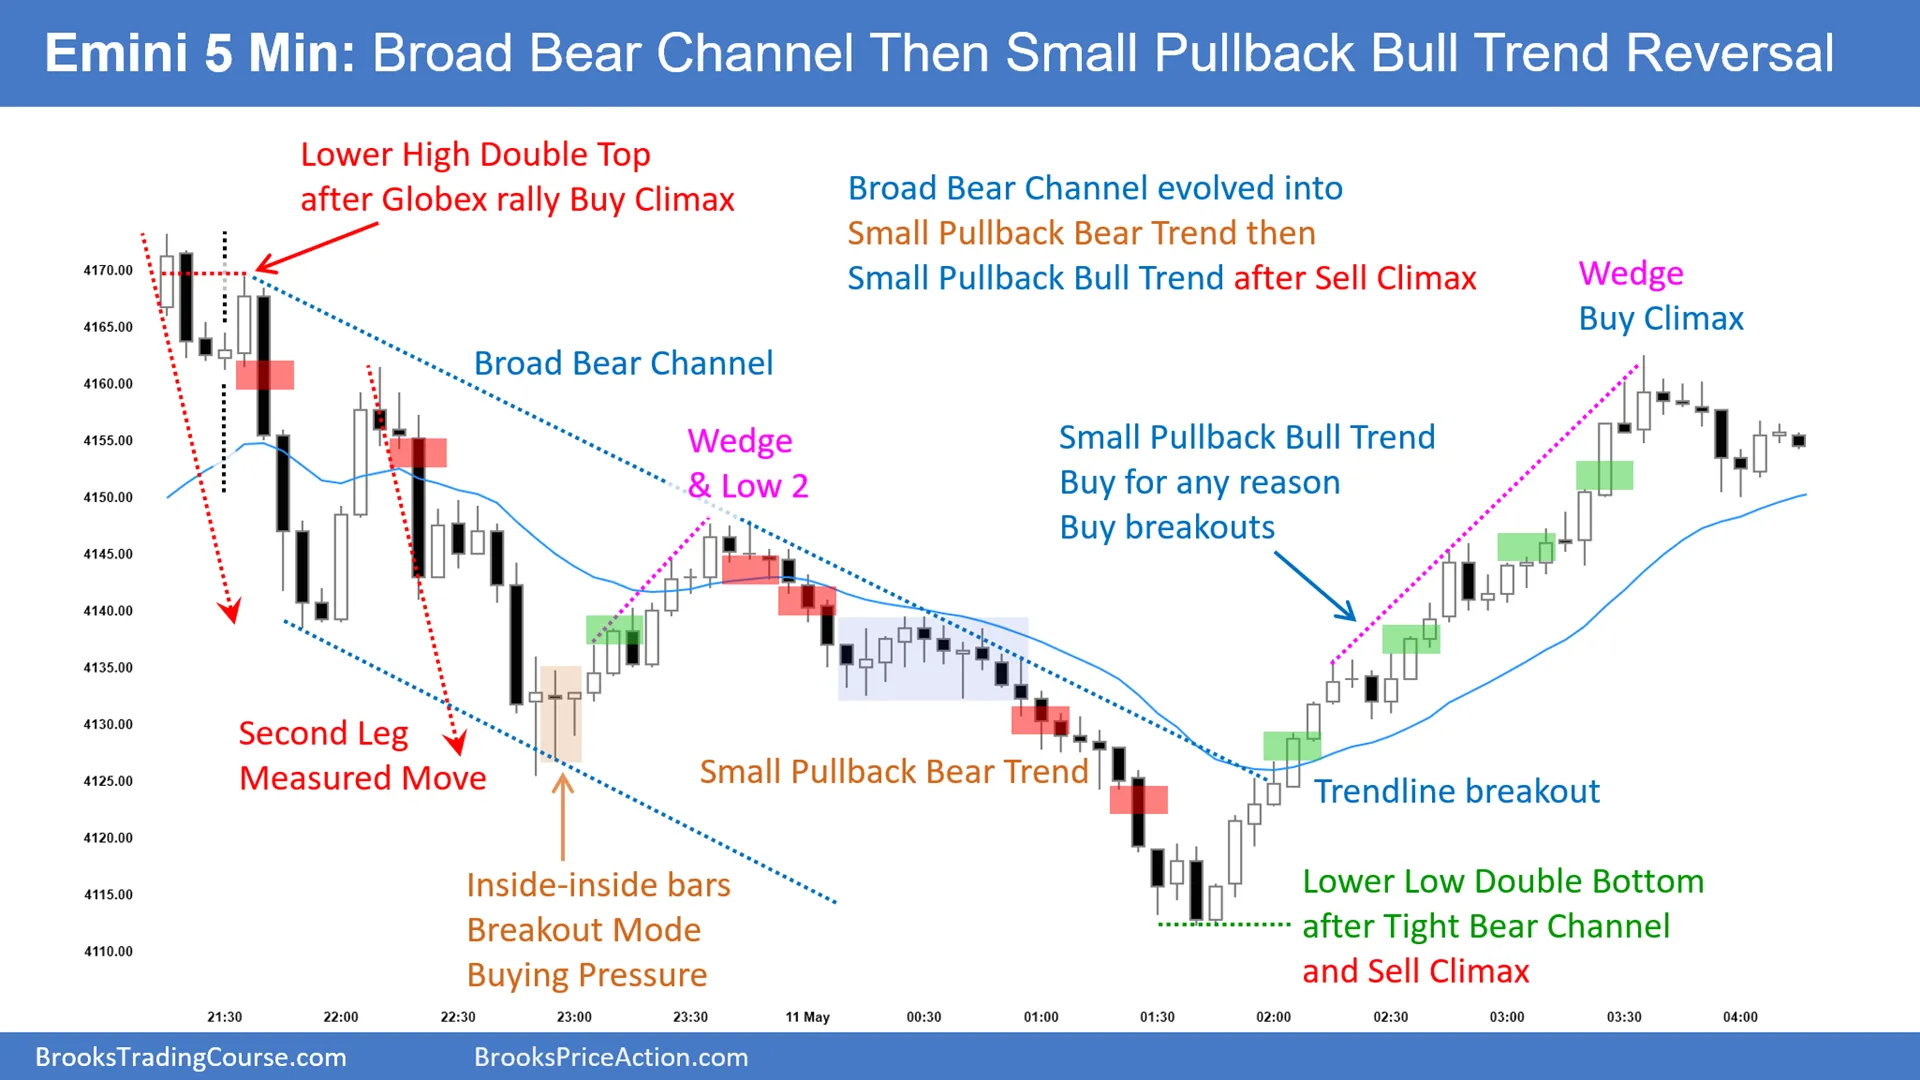 Emini 5 Min: Broad Bear Channel Then Small Pullback Bull Trend Reversal
Lower High Double Top
after Globex rally Buy Climax
Broad Bear Channel evolved into
Small Pullback Bear Trend then
Small Pullback Bull Trend after Sell Climax
Wedge
Buy Climax
Broad Bear Channel
Wedge
& Low 2
Small Pullback Bull Trend
Buy for any reason
Buy breakouts
Second Leg
Measured Move
Small Pullback Bear Trend
Trendline breakout
Inside-inside bars
Breakout Mode
Buying Pressure
Lower Low Double Bottom
after Tight Bear Channel
and Sell Climax
4170.00
4165.00
4160.00
4155.00
4150.00
4145.00
4140.00
4135.00
4130.00
4125.00
4120.00
4115.00
4110.00
21:30
22:00
22:30
23:00
23:30
11 May
00:30
01:00
01:30
02:00
02:30
03:00
03:30
04:00
BrooksTradingCourse.com
BrooksPriceAction.com